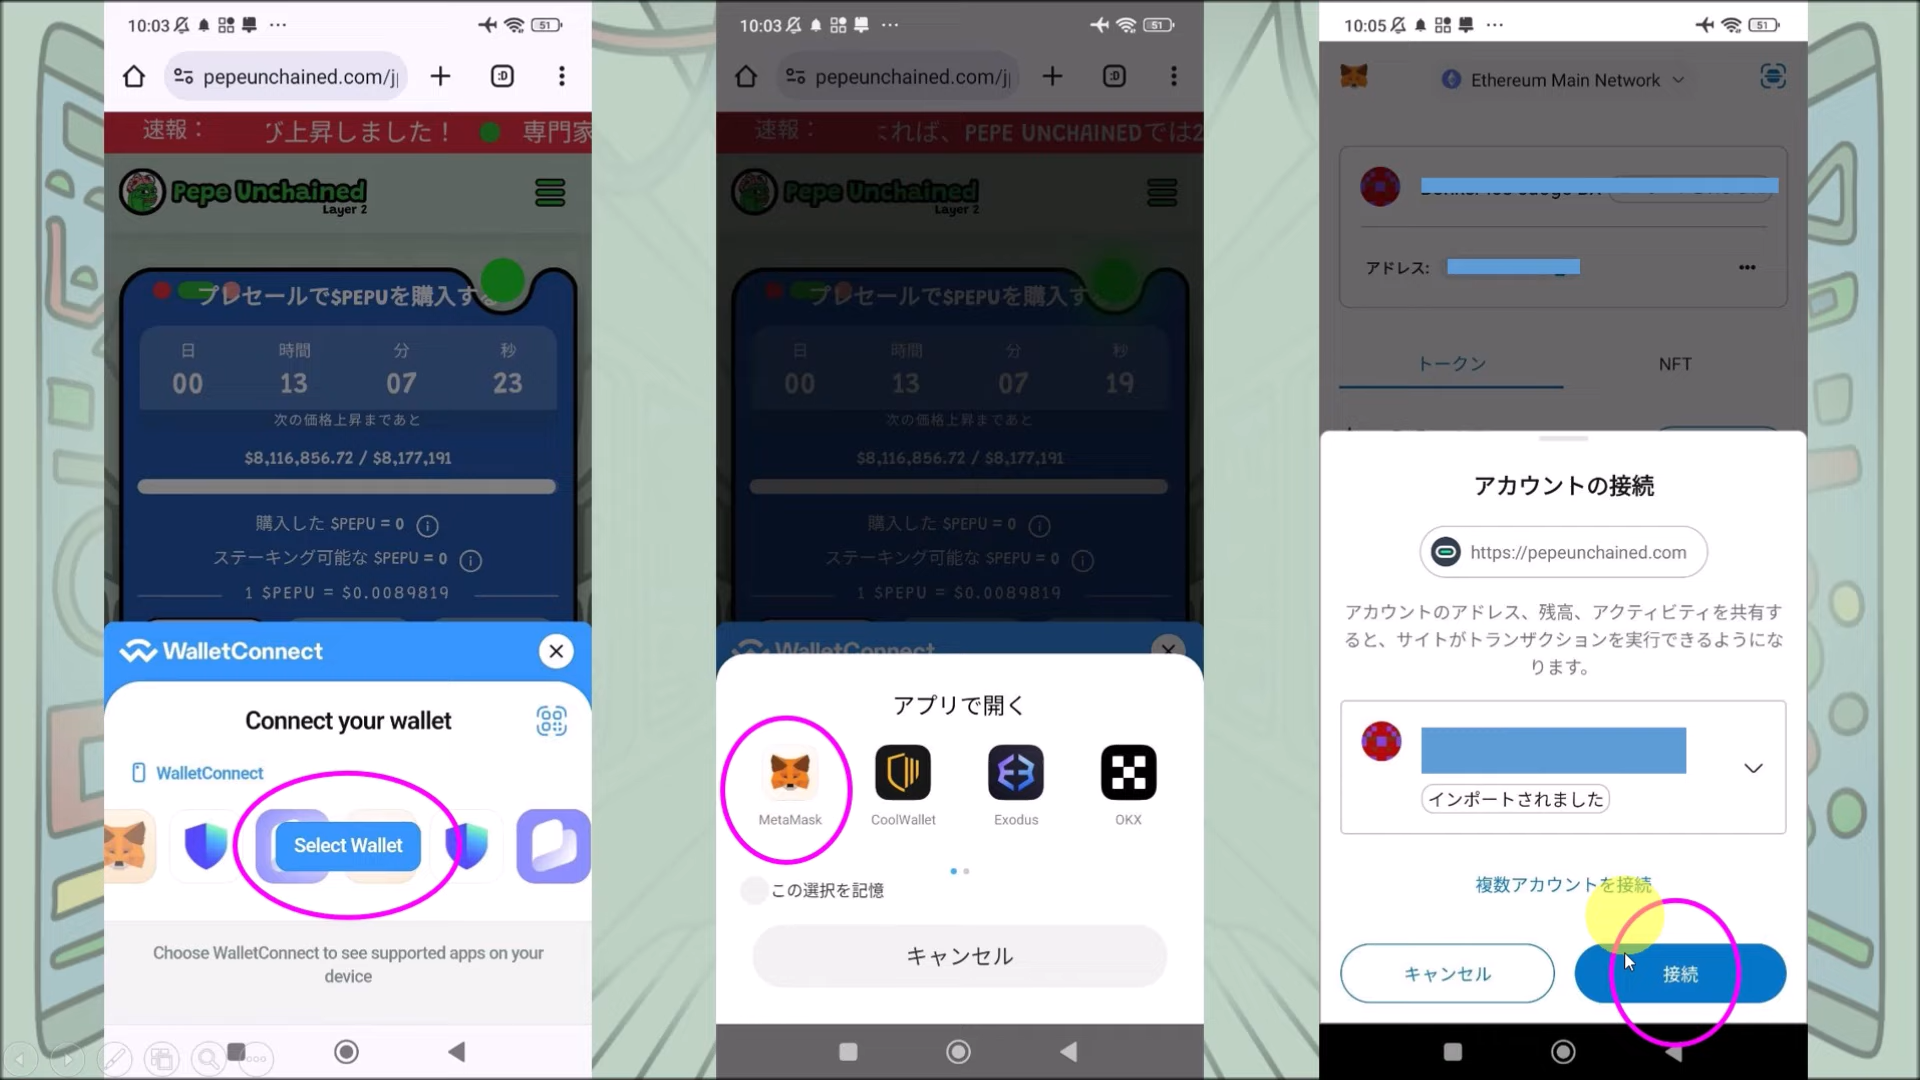 10:03
51
pepeunchained.com/j
:D
速報：
び上昇しました！
専門家
Pepe Unchained
Layer 2
プレセールで$PEPUを購入す
日 時間 分 秒
00 13 07 23
次の価格上昇まであと
$8,116,856.72 / $8,177,191
購入した $PEPU = 0
ステーキング可能な $PEPU = 0
1 $PEPU = $0.0089819
WalletConnect
Connect your wallet
WalletConnect
Select Wallet
Choose WalletConnect to see supported apps on your
device
10:03
51
pepeunchained.com/j
:D
速報：
これば、PEPE UNCHAINEDでは2
Pepe Unchained
Layer 2
プレセールで$PEPUを購入す
日 時間 分 秒
00 13 07 19
次の価格上昇まであと
$8,116,856.72 / $8,177,191
購入した $PEPU = 0
ステーキング可能な $PEPU = 0
1 $PEPU = $0.0089819
WalletConnect
アプリで開く
MetaMask
CoolWallet
Exodus
OKX
この選択を記憶
キャンセル
10:05
51
Ethereum Main Network
アドレス:
トークン
NFT
アカウントの接続
https://pepeunchained.com
アカウントのアドレス、残高、アクティビティを共有す
ると、サイトがトランザクションを実行できるようにな
ります。
インポートされました
複数アカウントを接続
キャンセル
接続